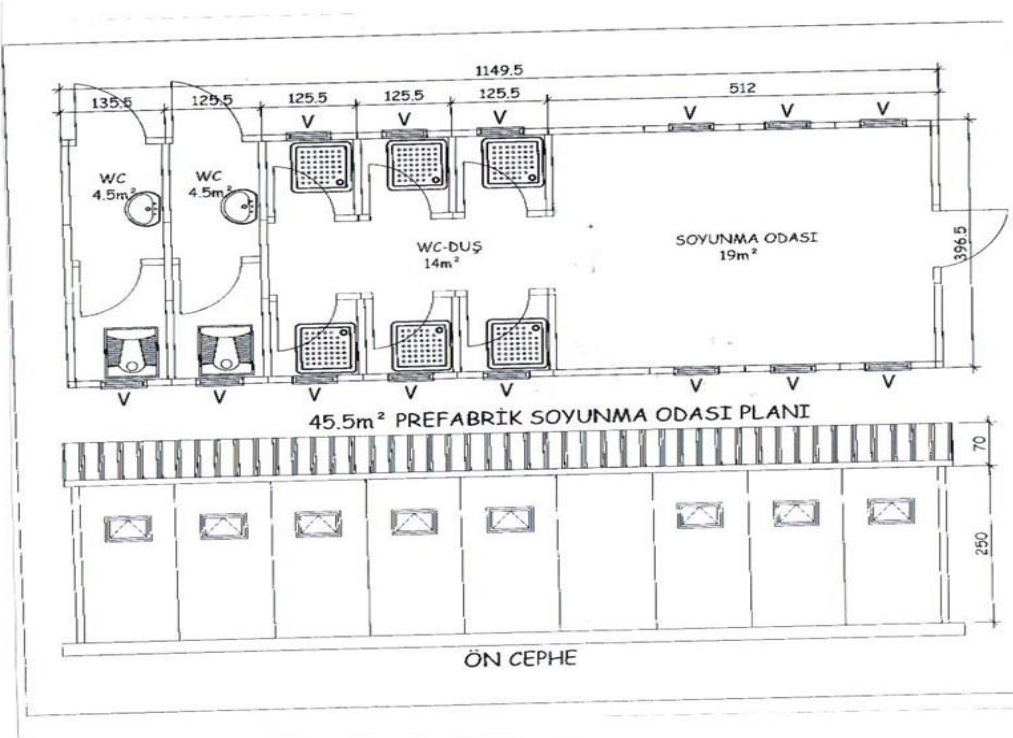 1149.5
135.5 125.5 125.5 125.5 125.5 512
V V V V V V
WC
4.5m²
WC
4.5m²
WC-DUŞ
14m²
SOYUNMA ODASI
19m²
396.5
V V V V V V V V
45.5m² PREFABRİK SOYUNMA ODASI PLANI
70
250
ÖN CEPHE